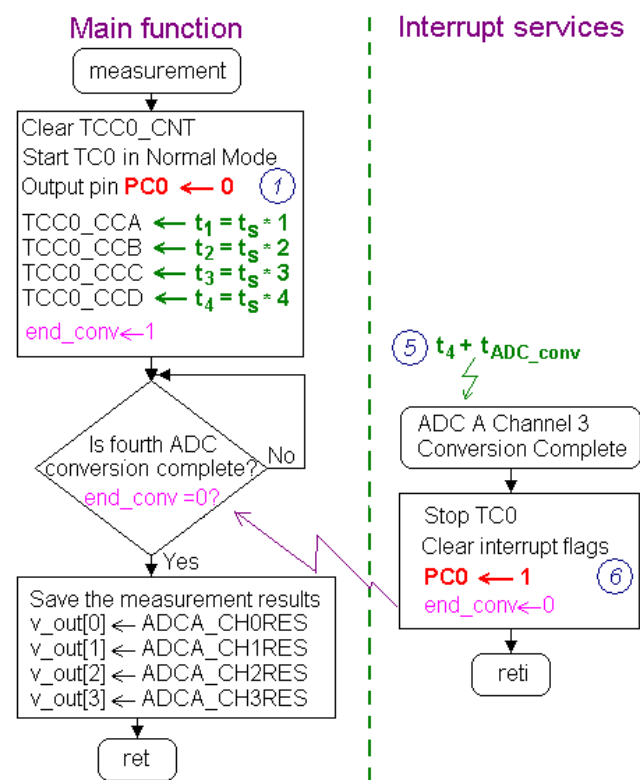 Main function
measurement
Clear TCC0_CNT
Start TC0 in Normal Mode
Output pin PC0 ← 0 1
TCC0_CCA ← t1 = ts * 1
TCC0_CCB ← t2 = ts * 2
TCC0_CCC ← t3 = ts * 3
TCC0_CCD ← t4 = ts * 4
end_conv←1
Is fourth ADC
conversion complete?
end_conv =0?
No
Yes
Save the measurement results
v_out[0] ← ADCA_CH0RES
v_out[1] ← ADCA_CH1RES
v_out[2] ← ADCA_CH2RES
v_out[3] ← ADCA_CH3RES
ret
Interrupt services
5 t4 + tADC_conv
ADC A Channel 3
Conversion Complete
Stop TC0
Clear interrupt flags
PC0 ← 1 6
end_conv←0
reti